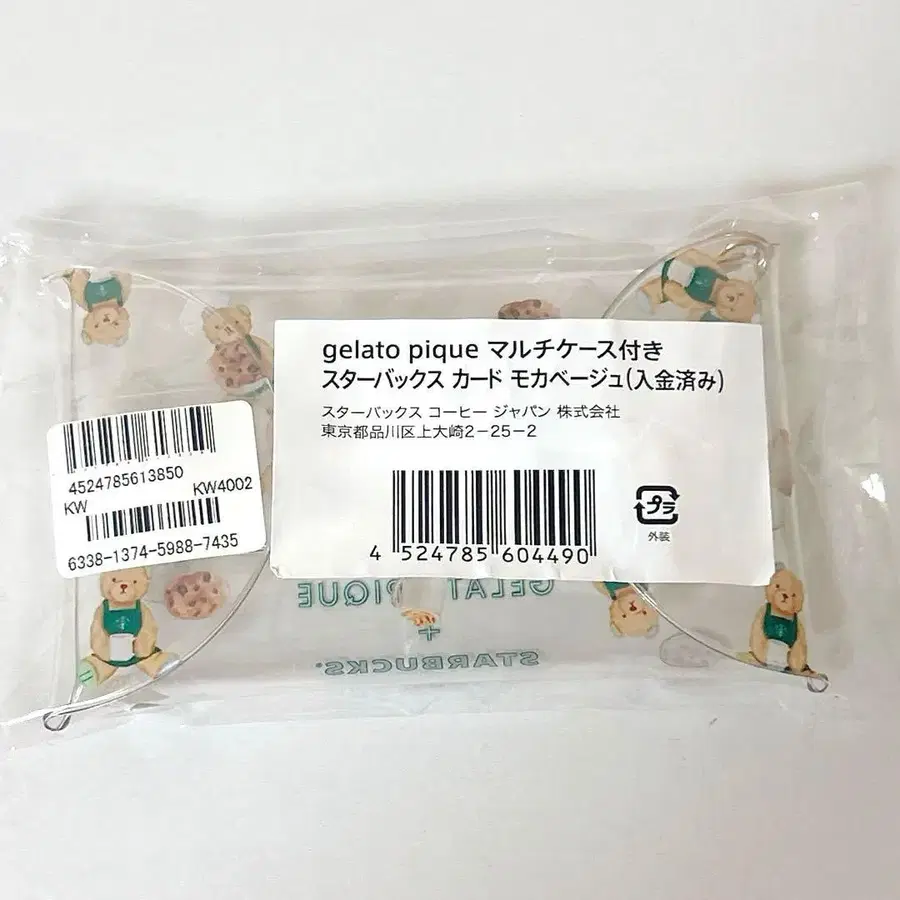 gelato pique マルチケース付き
スターバックス カード モカベージュ(入金済み)
スターバックス コーヒー ジャパン 株式会社
東京都品川区上大崎2-25-2
4 524785 604490
プラ
外装
4524785613850
KW KW4002
6338-1374-5988-7435
GELAT PIQUE
+
STARBUCKS